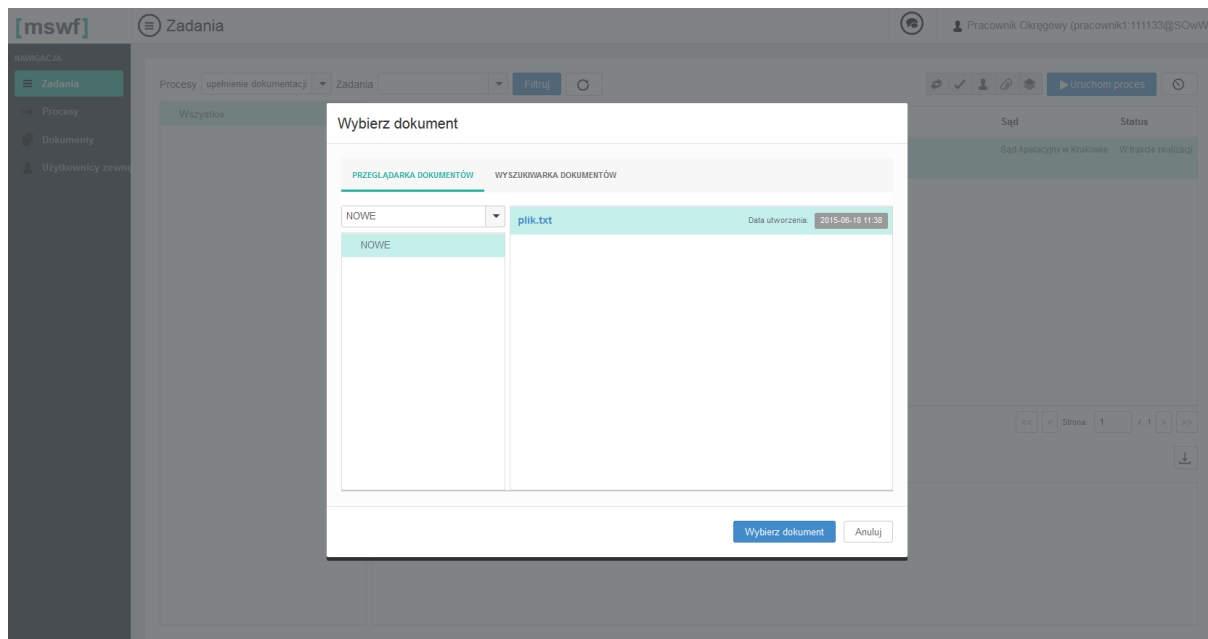 [mswf]
Zadania
Pracownik Okręgowy (pracownik1:111133@SOwW
NAWIGACJA
Zadania
Procesy
Dokumenty
Użytkownicy zewnę
Procesy upełnienie dokumentacji Zadania Filtruj Uruchom proces
Wszystkie
Sąd Status
Sąd Apelacyjny w Krakowie W trakcie realizacji
Wybierz dokument
PRZEGLĄDARKA DOKUMENTÓW WYSZUKIWARKA DOKUMENTÓW
NOWE
NOWE
plik.txt Data utworzenia: 2015-06-18 11:38
<< < Strona: 1 / 1 > >>
Wybierz dokument Anuluj